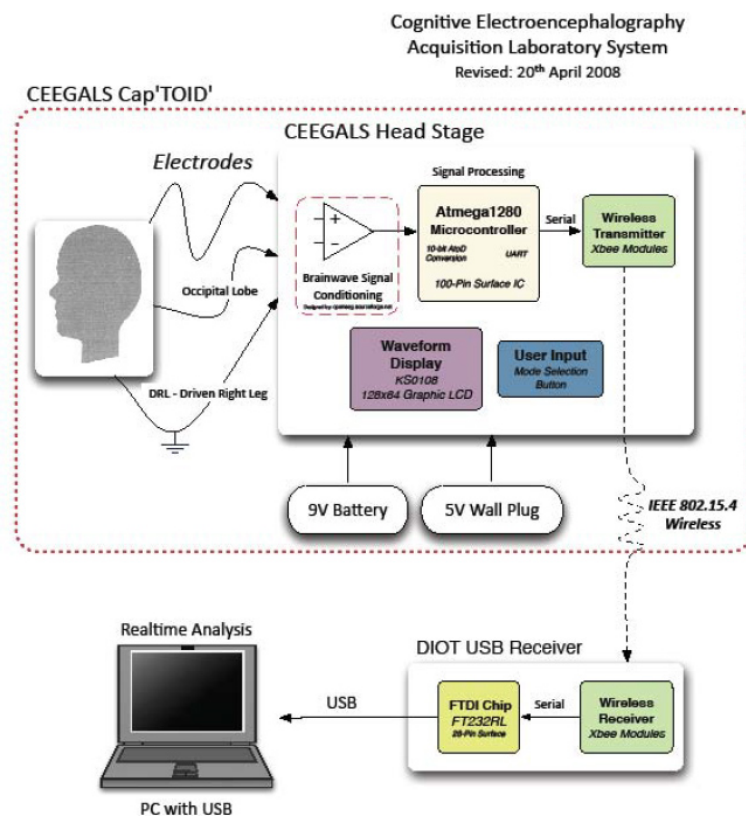 Cognitive Electroencephalography
Acquisition Laboratory System
Revised: 20th April 2008
CEEGALS Cap'TOID'
CEEGALS Head Stage
Electrodes
Occipital Lobe
DRL - Driven Right Leg
+
-
Brainwave Signal
Conditioning
Signal Processing
Atmega1280
Microcontroller
10-bit AtoD
Conversion
UART
100-Pin Surface IC
Serial
Wireless
Transmitter
Xbee Modules
Waveform
Display
KS0108
128x64 Graphic LCD
User Input
Mode Selection
Button
9V Battery
5V Wall Plug
IEEE 802.15.4
Wireless
Realtime Analysis
PC with USB
USB
DIOT USB Receiver
FTDI Chip
FT232RL
28-Pin Surface
Serial
Wireless
Receiver
Xbee Modules